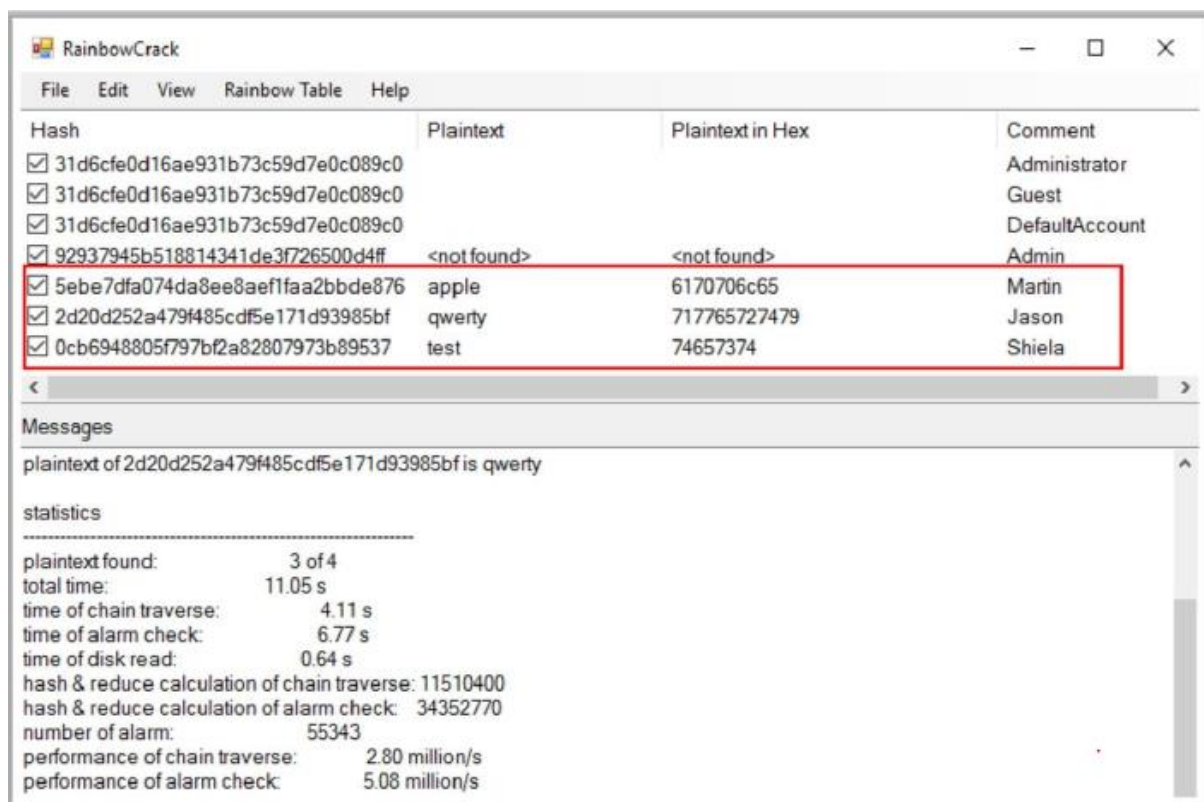 RainbowCrack
File Edit View Rainbow Table Help
Hash Plaintext Plaintext in Hex Comment
31d6cfe0d16ae931b73c59d7e0c089c0 Administrator
31d6cfe0d16ae931b73c59d7e0c089c0 Guest
31d6cfe0d16ae931b73c59d7e0c089c0 DefaultAccount
92937945b518814341de3f726500d4ff <not found> <not found> Admin
5ebe7dfa074da8ee8aef1faa2bbde876 apple 6170706c65 Martin
2d20d252a479f485cdf5e171d93985bf qwerty 717765727479 Jason
0cb6948805f797bf2a82807973b89537 test 74657374 Shiela
Messages
plaintext of 2d20d252a479f485cdf5e171d93985bf is qwerty
statistics
-----------------------------------------------------------------
plaintext found: 3 of 4
total time: 11.05 s
time of chain traverse: 4.11 s
time of alarm check: 6.77 s
time of disk read: 0.64 s
hash & reduce calculation of chain traverse: 11510400
hash & reduce calculation of alarm check: 34352770
number of alarm: 55343
performance of chain traverse: 2.80 million/s
performance of alarm check: 5.08 million/s